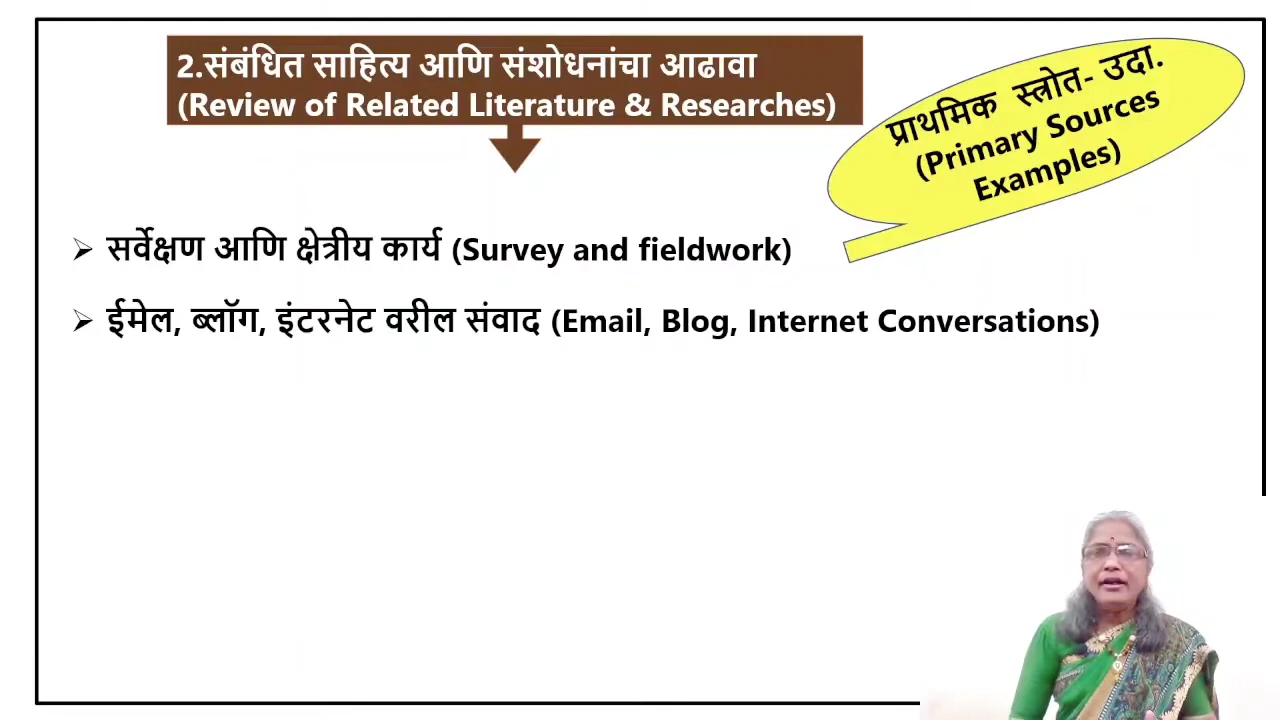 2.संबंधित साहित्य आणि संशोधनांचा आढावा
(Review of Related Literature & Researches)
प्राथमिक स्त्रोत- उदा.
(Primary Sources
Examples)
➢ सर्वेक्षण आणि क्षेत्रीय कार्य (Survey and fieldwork)
➢ ईमेल, ब्लॉग, इंटरनेट वरील संवाद (Email, Blog, Internet Conversations)